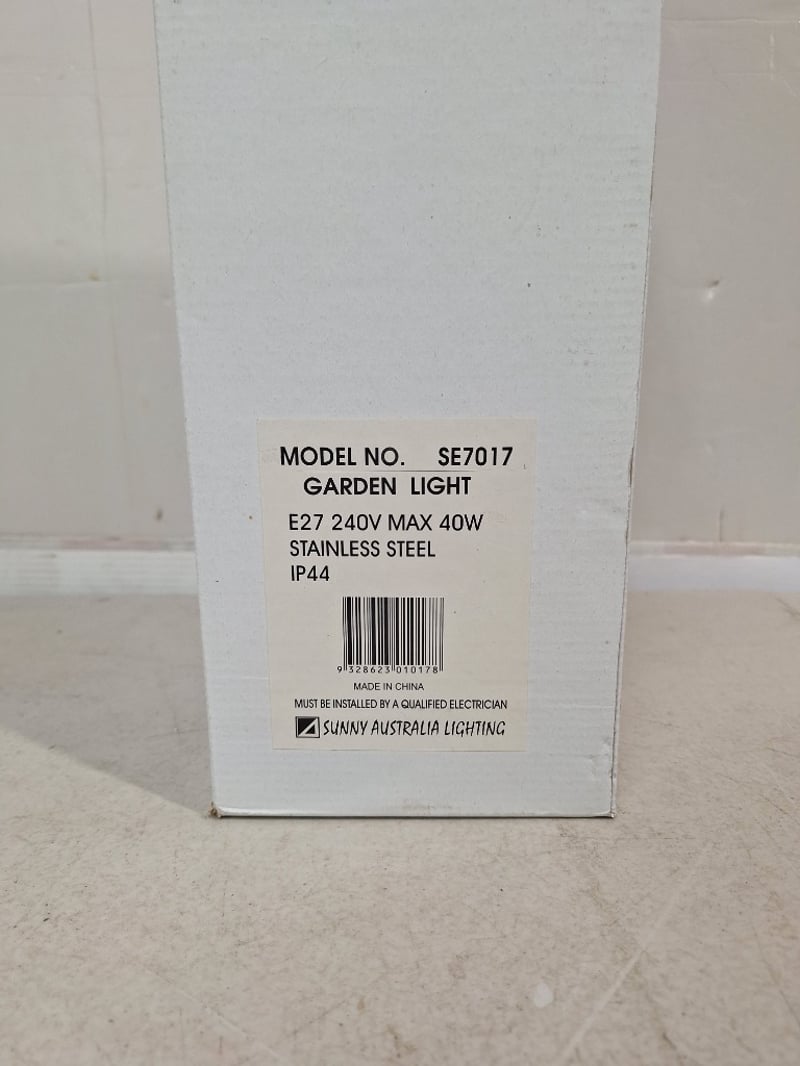 MODEL NO. SE7017
GARDEN LIGHT
E27 240V MAX 40W
STAINLESS STEEL
IP44
9 328623 010178
MADE IN CHINA
MUST BE INSTALLED BY A QUALIFIED ELECTRICIAN
SUNNY AUSTRALIA LIGHTING